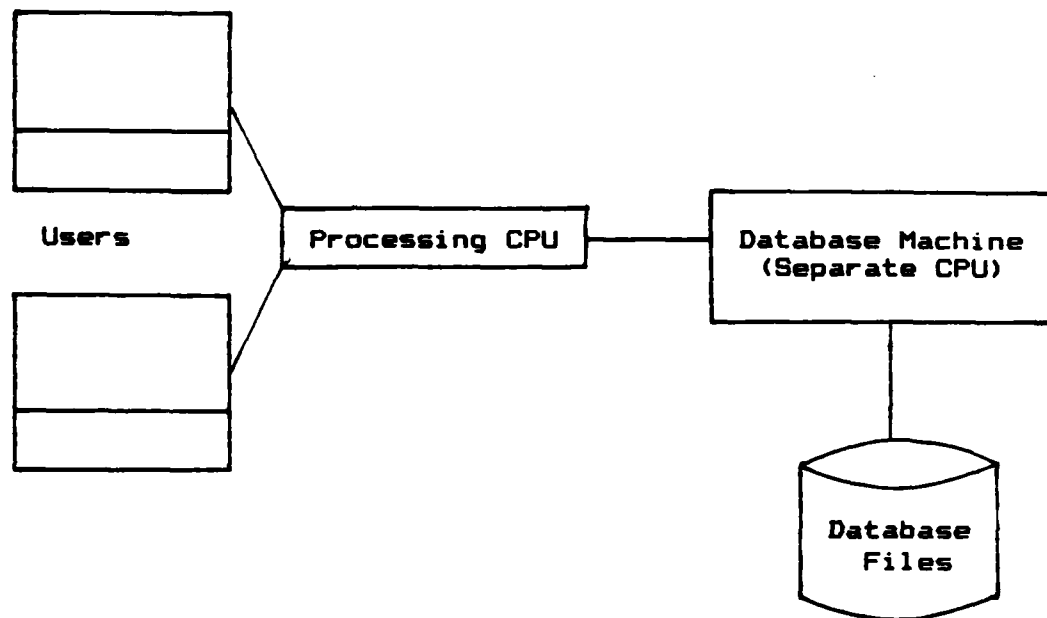 Users
Processing CPU
Database Machine
(Separate CPU)
Database
Files